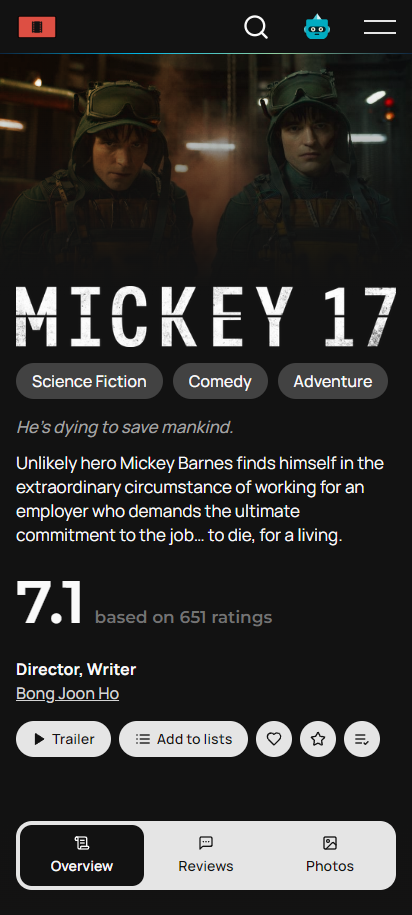 MICKEY 17
Science Fiction Comedy Adventure
He's dying to save mankind.
Unlikely hero Mickey Barnes finds himself in the
extraordinary circumstance of working for an
employer who demands the ultimate
commitment to the job… to die, for a living.
7.1 based on 651 ratings
Director, Writer
Bong Joon Ho
Trailer Add to lists
Overview Reviews Photos